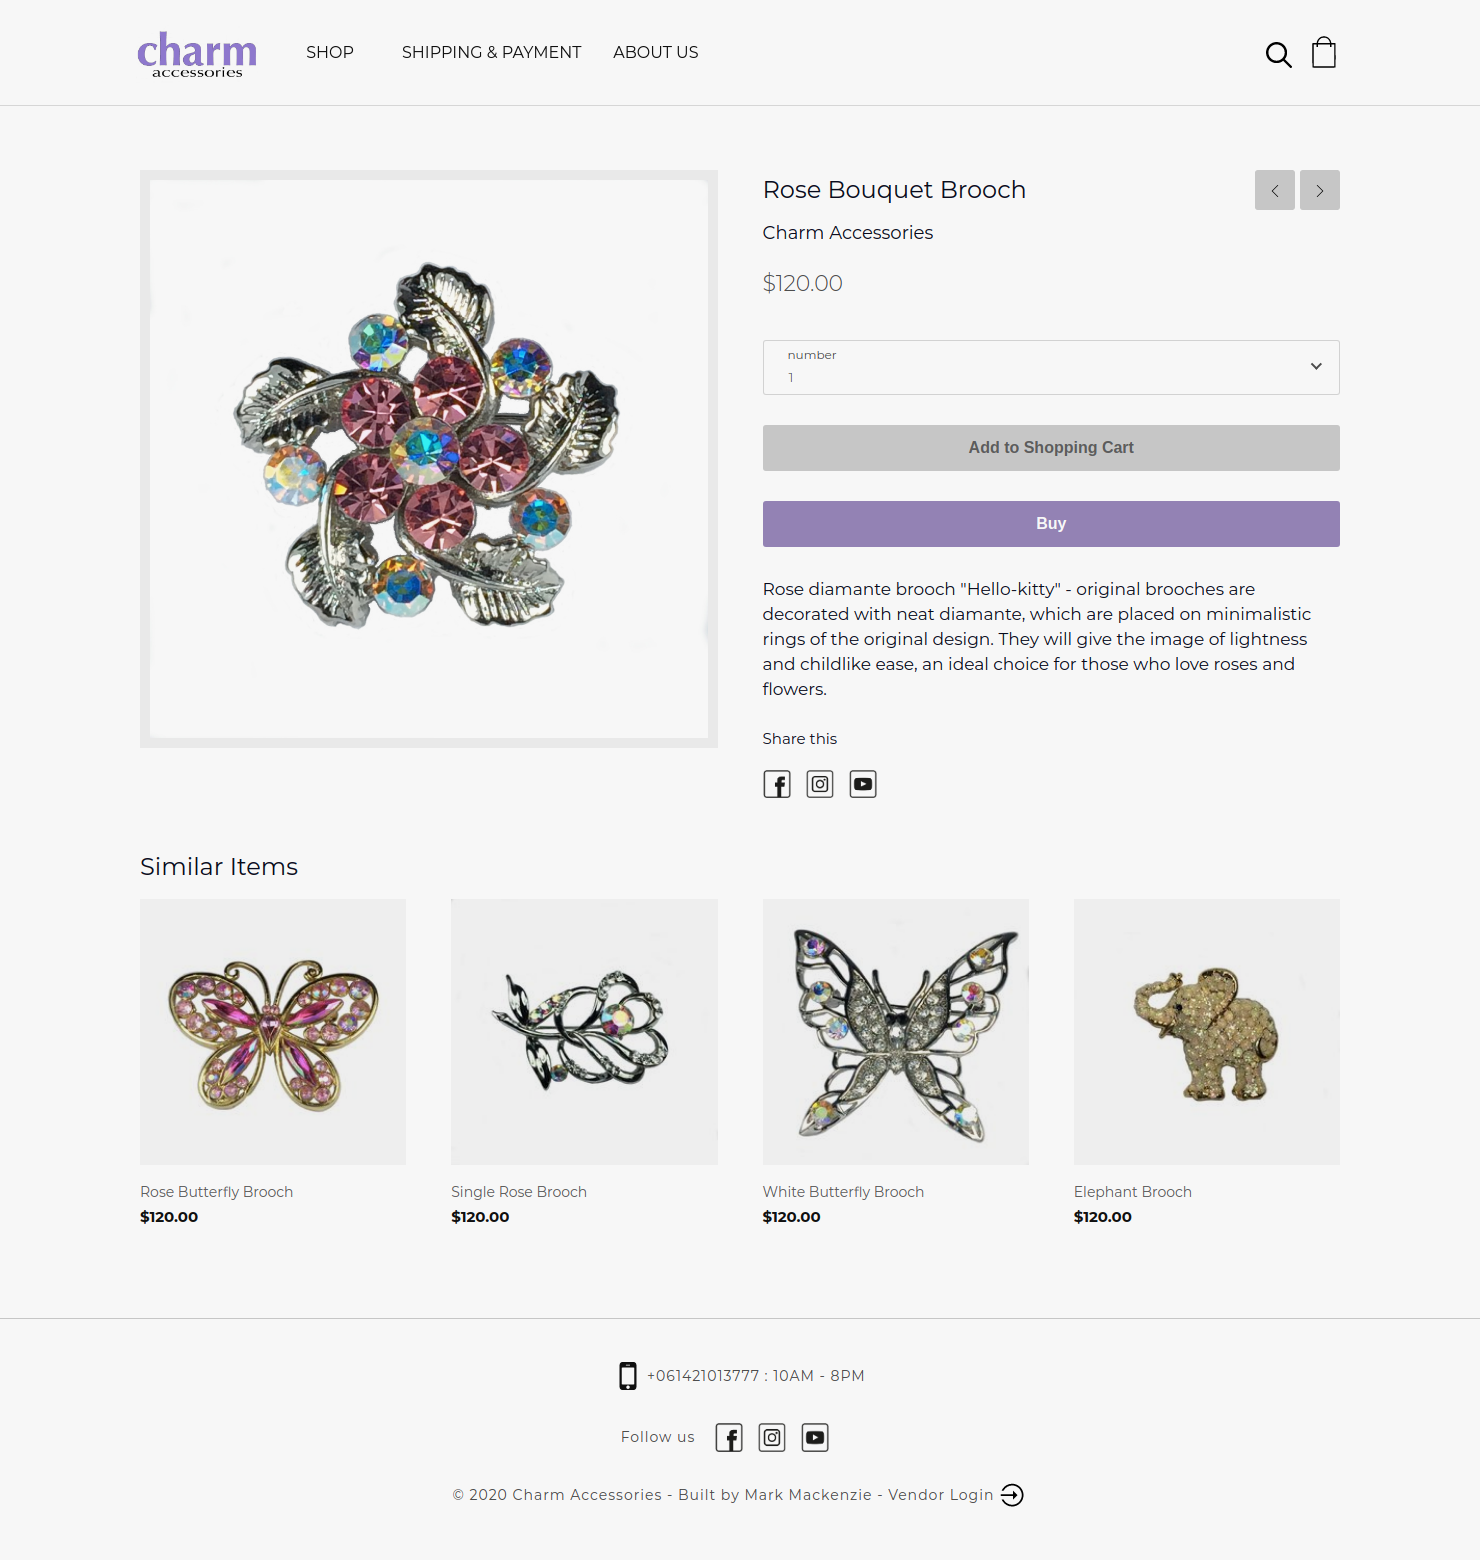 charm
accessories
SHOP
SHIPPING & PAYMENT
ABOUT US
Rose Bouquet Brooch
Charm Accessories
$120.00
number
1
Add to Shopping Cart
Buy
Rose diamante brooch "Hello-kitty" - original brooches are
decorated with neat diamante, which are placed on minimalistic
rings of the original design. They will give the image of lightness
and childlike ease, an ideal choice for those who love roses and
flowers.
Share this
Similar Items
Rose Butterfly Brooch
$120.00
Single Rose Brooch
$120.00
White Butterfly Brooch
$120.00
Elephant Brooch
$120.00
+061421013777 : 10AM - 8PM
Follow us
© 2020 Charm Accessories - Built by Mark Mackenzie - Vendor Login